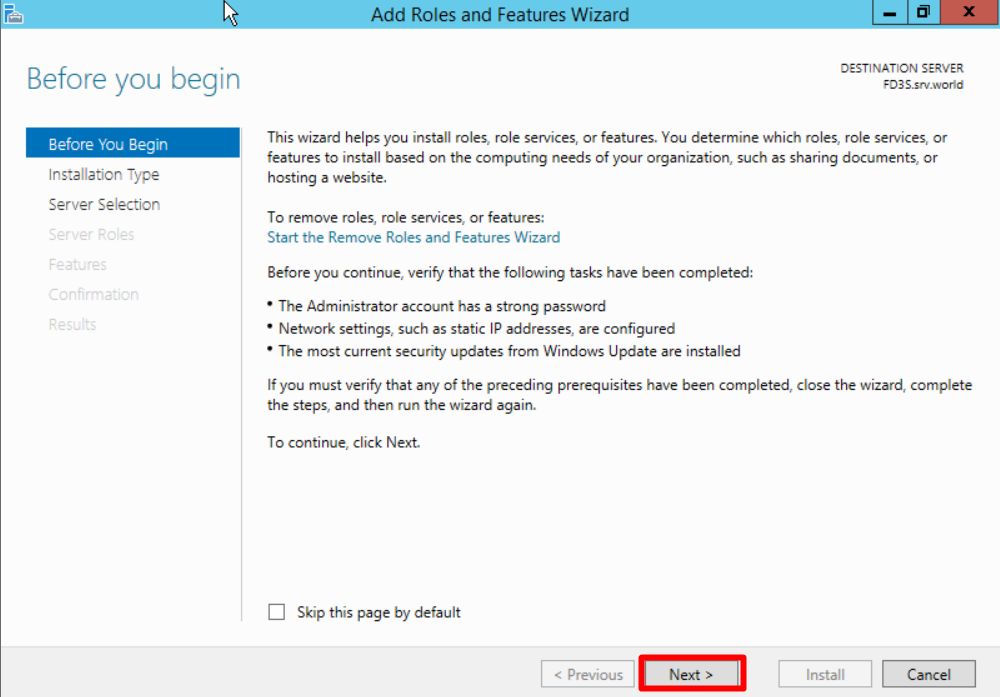 Add Roles and Features Wizard
Before you begin
DESTINATION SERVER
FD3S.srv.world
Before You Begin
Installation Type
Server Selection
Server Roles
Features
Confirmation
Results
This wizard helps you install roles, role services, or features. You determine which roles, role services, or
features to install based on the computing needs of your organization, such as sharing documents, or
hosting a website.
To remove roles, role services, or features:
Start the Remove Roles and Features Wizard
Before you continue, verify that the following tasks have been completed:
• The Administrator account has a strong password
• Network settings, such as static IP addresses, are configured
• The most current security updates from Windows Update are installed
If you must verify that any of the preceding prerequisites have been completed, close the wizard, complete
the steps, and then run the wizard again.
To continue, click Next.
Skip this page by default
< Previous
Next >
Install
Cancel